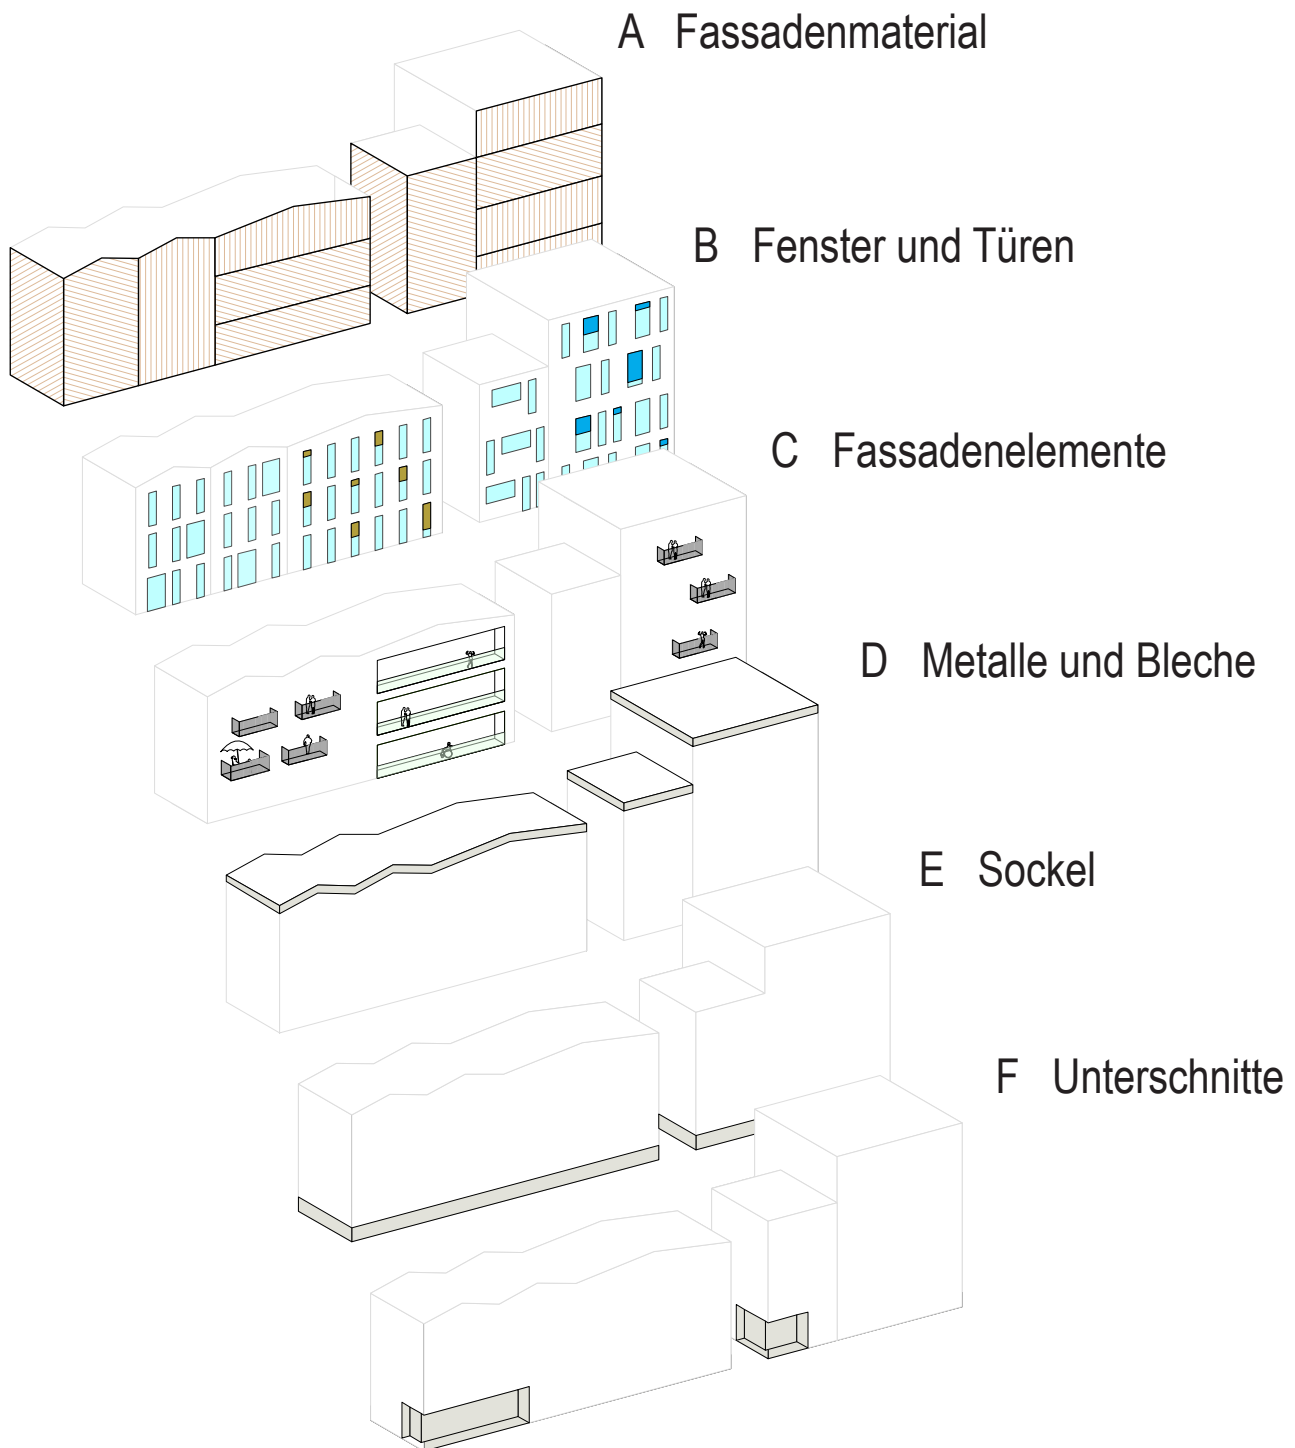 A Fassadenmaterial
B Fenster und Türen
C Fassadenelemente
D Metalle und Bleche
E Sockel
F Unterschnitte